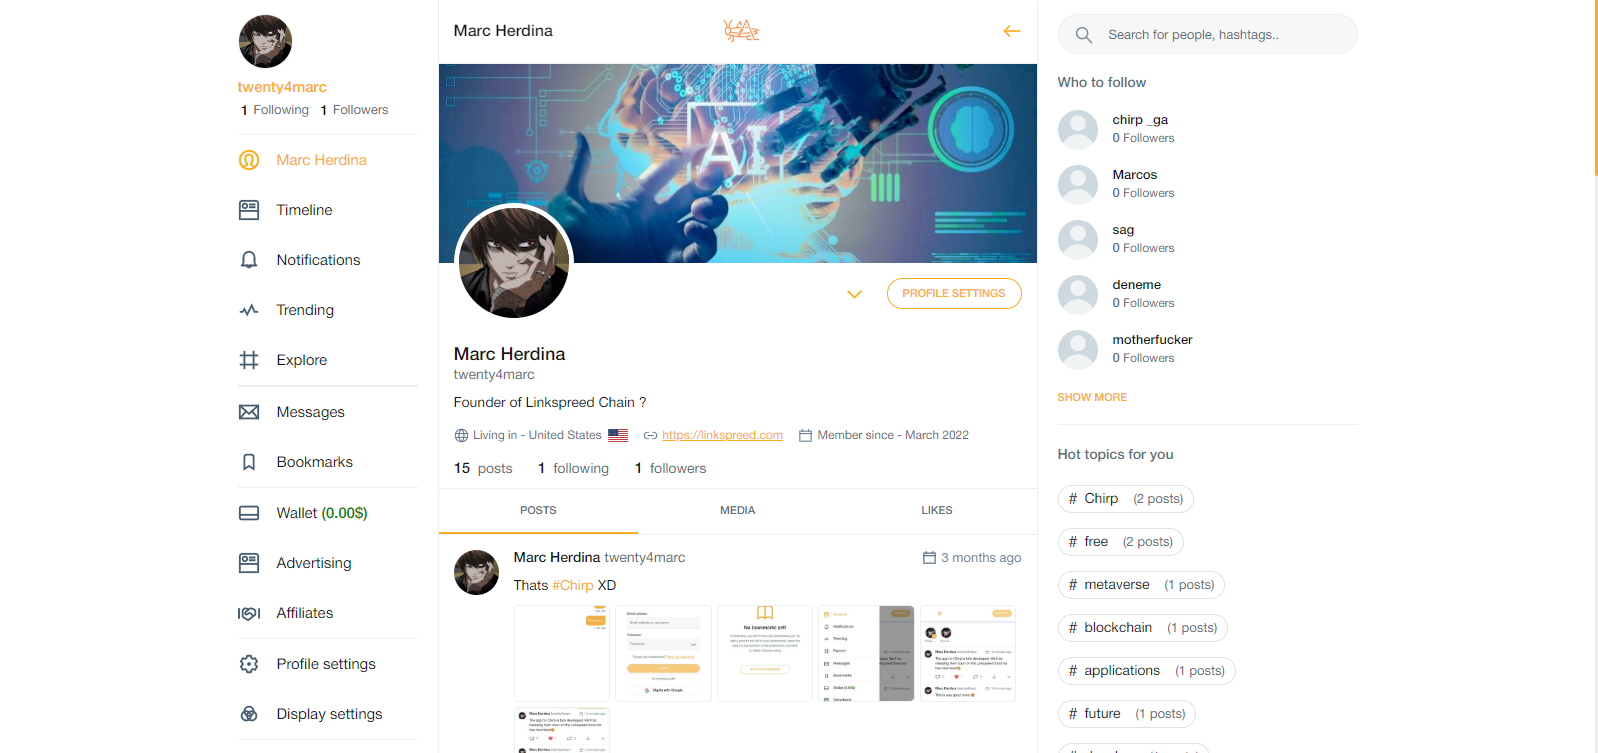 twenty4marc
1 Following 1 Followers
Marc Herdina
Timeline
Notifications
Trending
Explore
Messages
Bookmarks
Wallet (0.00$)
Advertising
Affiliates
Profile settings
Display settings
Marc Herdina
AI
PROFILE SETTINGS
Marc Herdina
twenty4marc
Founder of Linkspreed Chain ?
Living in - United States https://linkspreed.com Member since - March 2022
15 posts 1 following 1 followers
POSTS MEDIA LIKES
Marc Herdina twenty4marc 3 months ago
Thats #Chirp XD
No bookmarks yet!
Search for people, hashtags..
Who to follow
chirp _ga
0 Followers
Marcos
0 Followers
sag
0 Followers
deneme
0 Followers
motherfucker
0 Followers
SHOW MORE
Hot topics for you
# Chirp (2 posts)
# free (2 posts)
# metaverse (1 posts)
# blockchain (1 posts)
# applications (1 posts)
# future (1 posts)